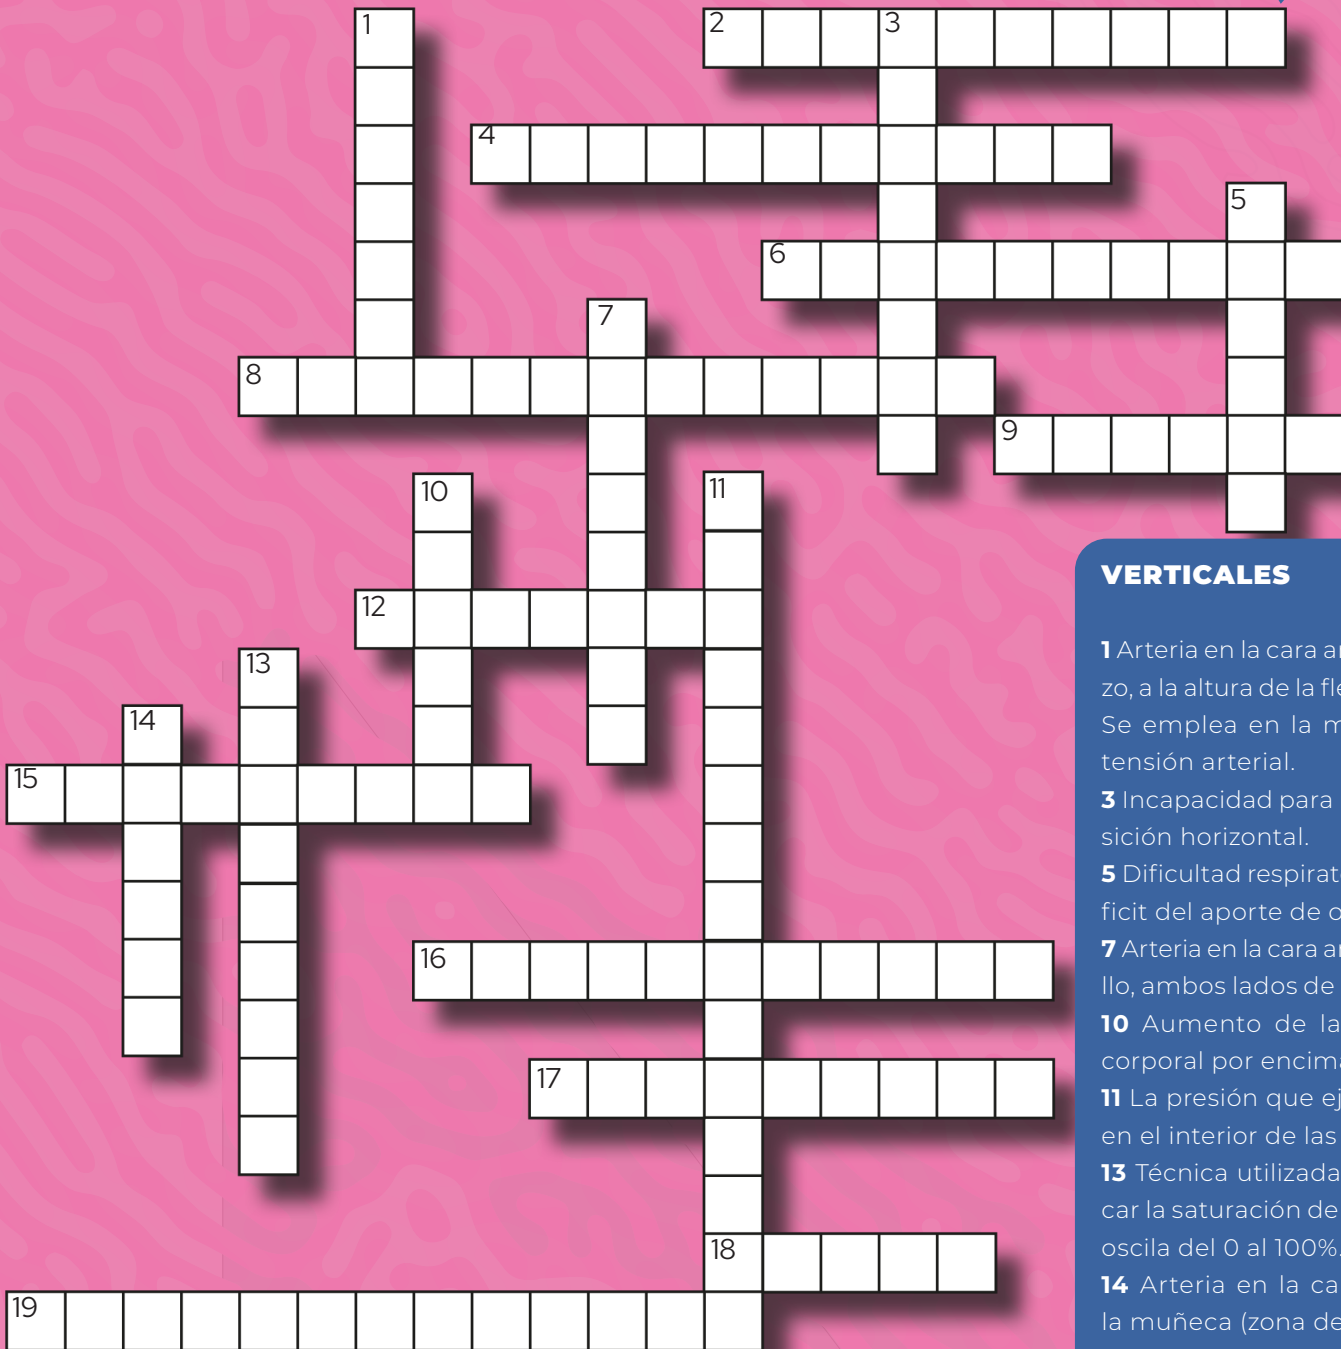 1
2
3
4
5
6
7
8
9
10
11
12
13
14
15
16
17
18
19
VERTICALES
1 Arteria en la cara
zo, a la altura de la
Se emplea en la
tensión arterial.
3 Incapacidad para
sición horizontal.
5 Dificultad
ficit del aporte de
7 Arteria en la cara
llo, ambos lados de
10 Aumento de la
corporal por
11 La presión que
en el interior de las
13 Técnica utilizada
car la saturación de
oscila del 0 al 100%.
14 Arteria en la
la muñeca (zona de